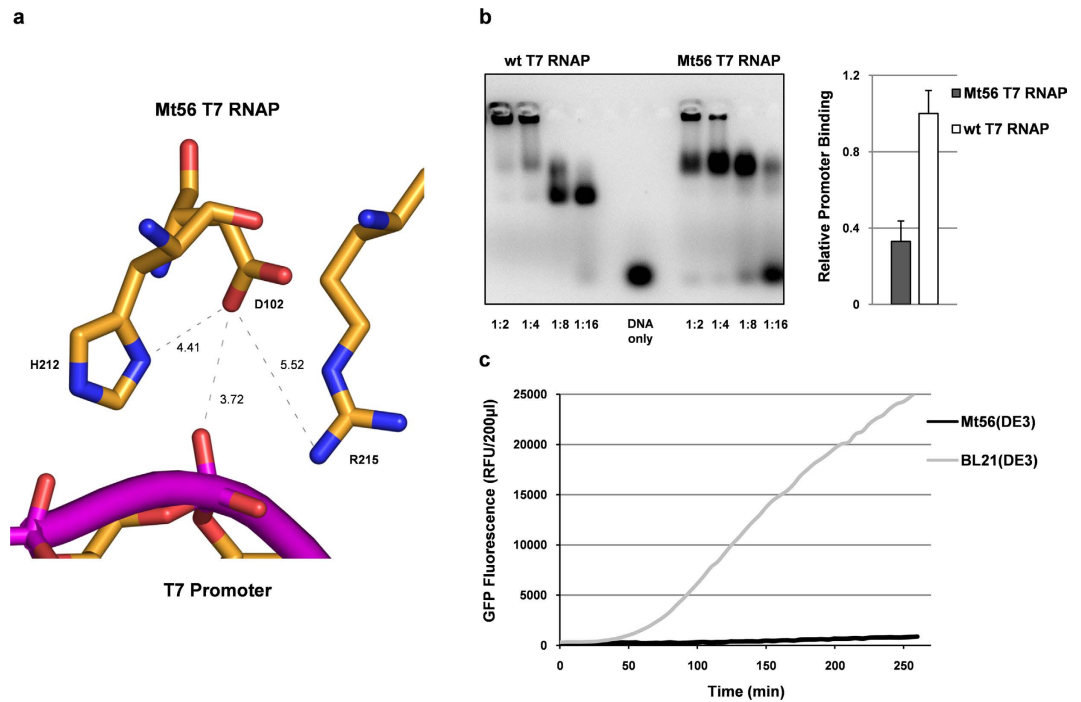 a
Mt56 T7 RNAP
D102
H212
4.41
5.52
3.72
R215
T7 Promoter
b
wt T7 RNAP
Mt56 T7 RNAP
1:2 1:4 1:8 1:16 DNA only 1:2 1:4 1:8 1:16
Relative Promoter Binding
1.2
0.8
0.4
0
Mt56 T7 RNAP
wt T7 RNAP
c
GFP Fluorescence (RFU/200µl)
25000
20000
15000
10000
5000
0
0 50 100 150 200 250
Time (min)
Mt56(DE3)
BL21(DE3)